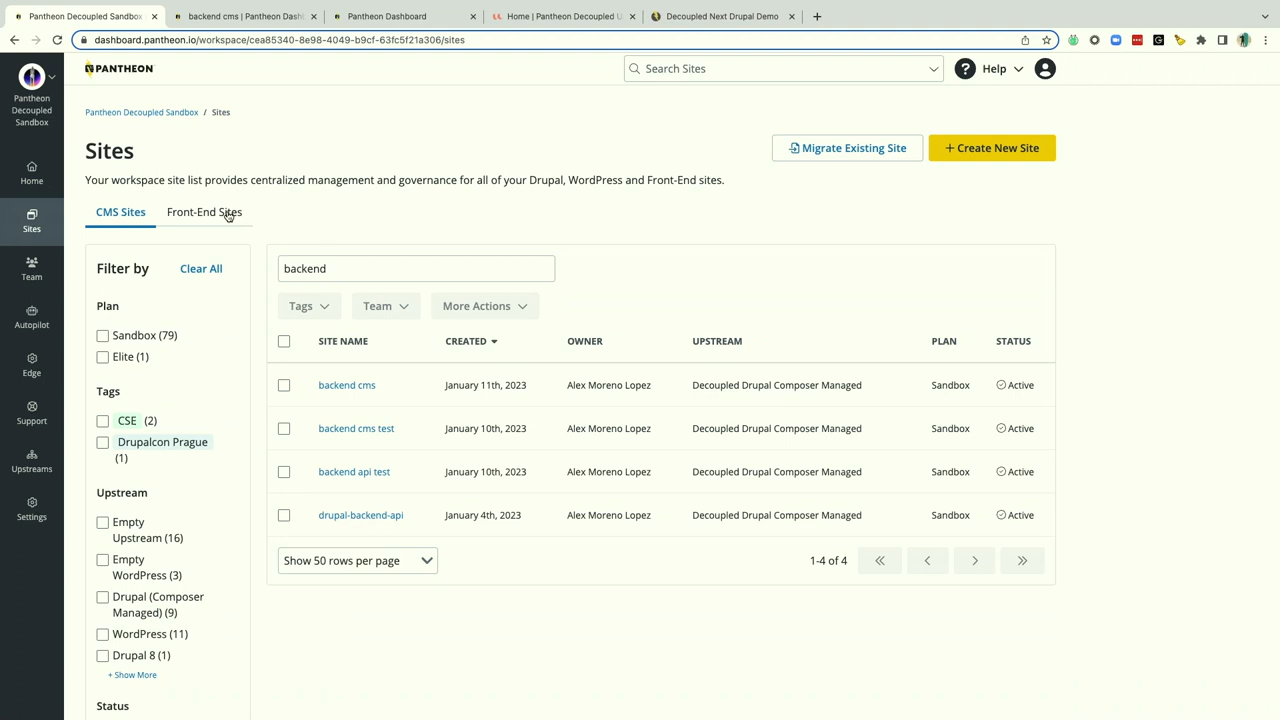 Pantheon Decoupled Sandbox
backend cms | Pantheon Dash
Pantheon Dashboard
Home | Pantheon Decoupled U
Decoupled Next Drupal Demo
dashboard.pantheon.io/workspace/cea85340-8e98-4049-b9cf-63fc5f21a306/sites
Pantheon
Decoupled
Sandbox
Home
Sites
Team
Autopilot
Edge
Support
Upstreams
Settings
PANTHEON
Search Sites
? Help
Pantheon Decoupled Sandbox / Sites
Sites
Migrate Existing Site
+ Create New Site
Your workspace site list provides centralized management and governance for all of your Drupal, WordPress and Front-End sites.
CMS Sites Front-End Sites
Filter by Clear All
Plan
Sandbox (79)
Elite (1)
Tags
CSE (2)
Drupalcon Prague
(1)
Upstream
Empty
Upstream (16)
Empty
WordPress (3)
Drupal (Composer
Managed) (9)
WordPress (11)
Drupal 8 (1)
+ Show More
Status
backend
Tags Team More Actions
SITE NAME CREATED OWNER UPSTREAM PLAN STATUS
backend cms January 11th, 2023 Alex Moreno Lopez Decoupled Drupal Composer Managed Sandbox Active
backend cms test January 10th, 2023 Alex Moreno Lopez Decoupled Drupal Composer Managed Sandbox Active
backend api test January 10th, 2023 Alex Moreno Lopez Decoupled Drupal Composer Managed Sandbox Active
drupal-backend-api January 4th, 2023 Alex Moreno Lopez Decoupled Drupal Composer Managed Sandbox Active
Show 50 rows per page
1-4 of 4